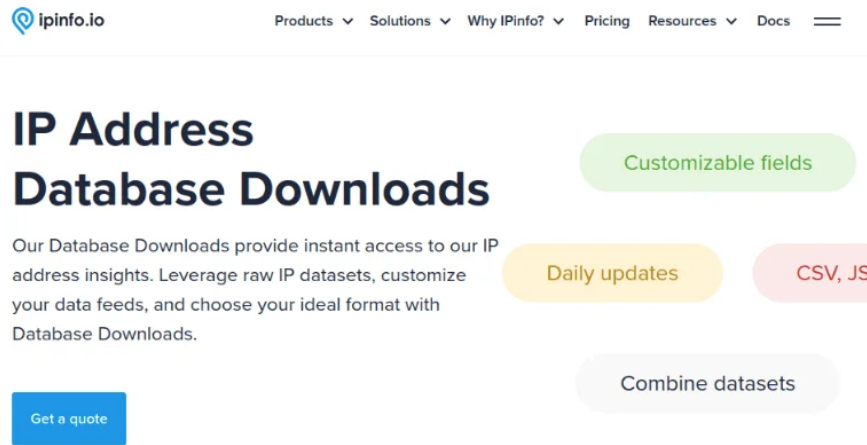 ipinfo.io
Products Solutions Why IPinfo? Pricing Resources Docs
IP Address
Database Downloads
Our Database Downloads provide instant access to our IP
address insights. Leverage raw IP datasets, customize
your data feeds, and choose your ideal format with
Database Downloads.
Get a quote
Customizable fields
Daily updates
CSV, JS
Combine datasets